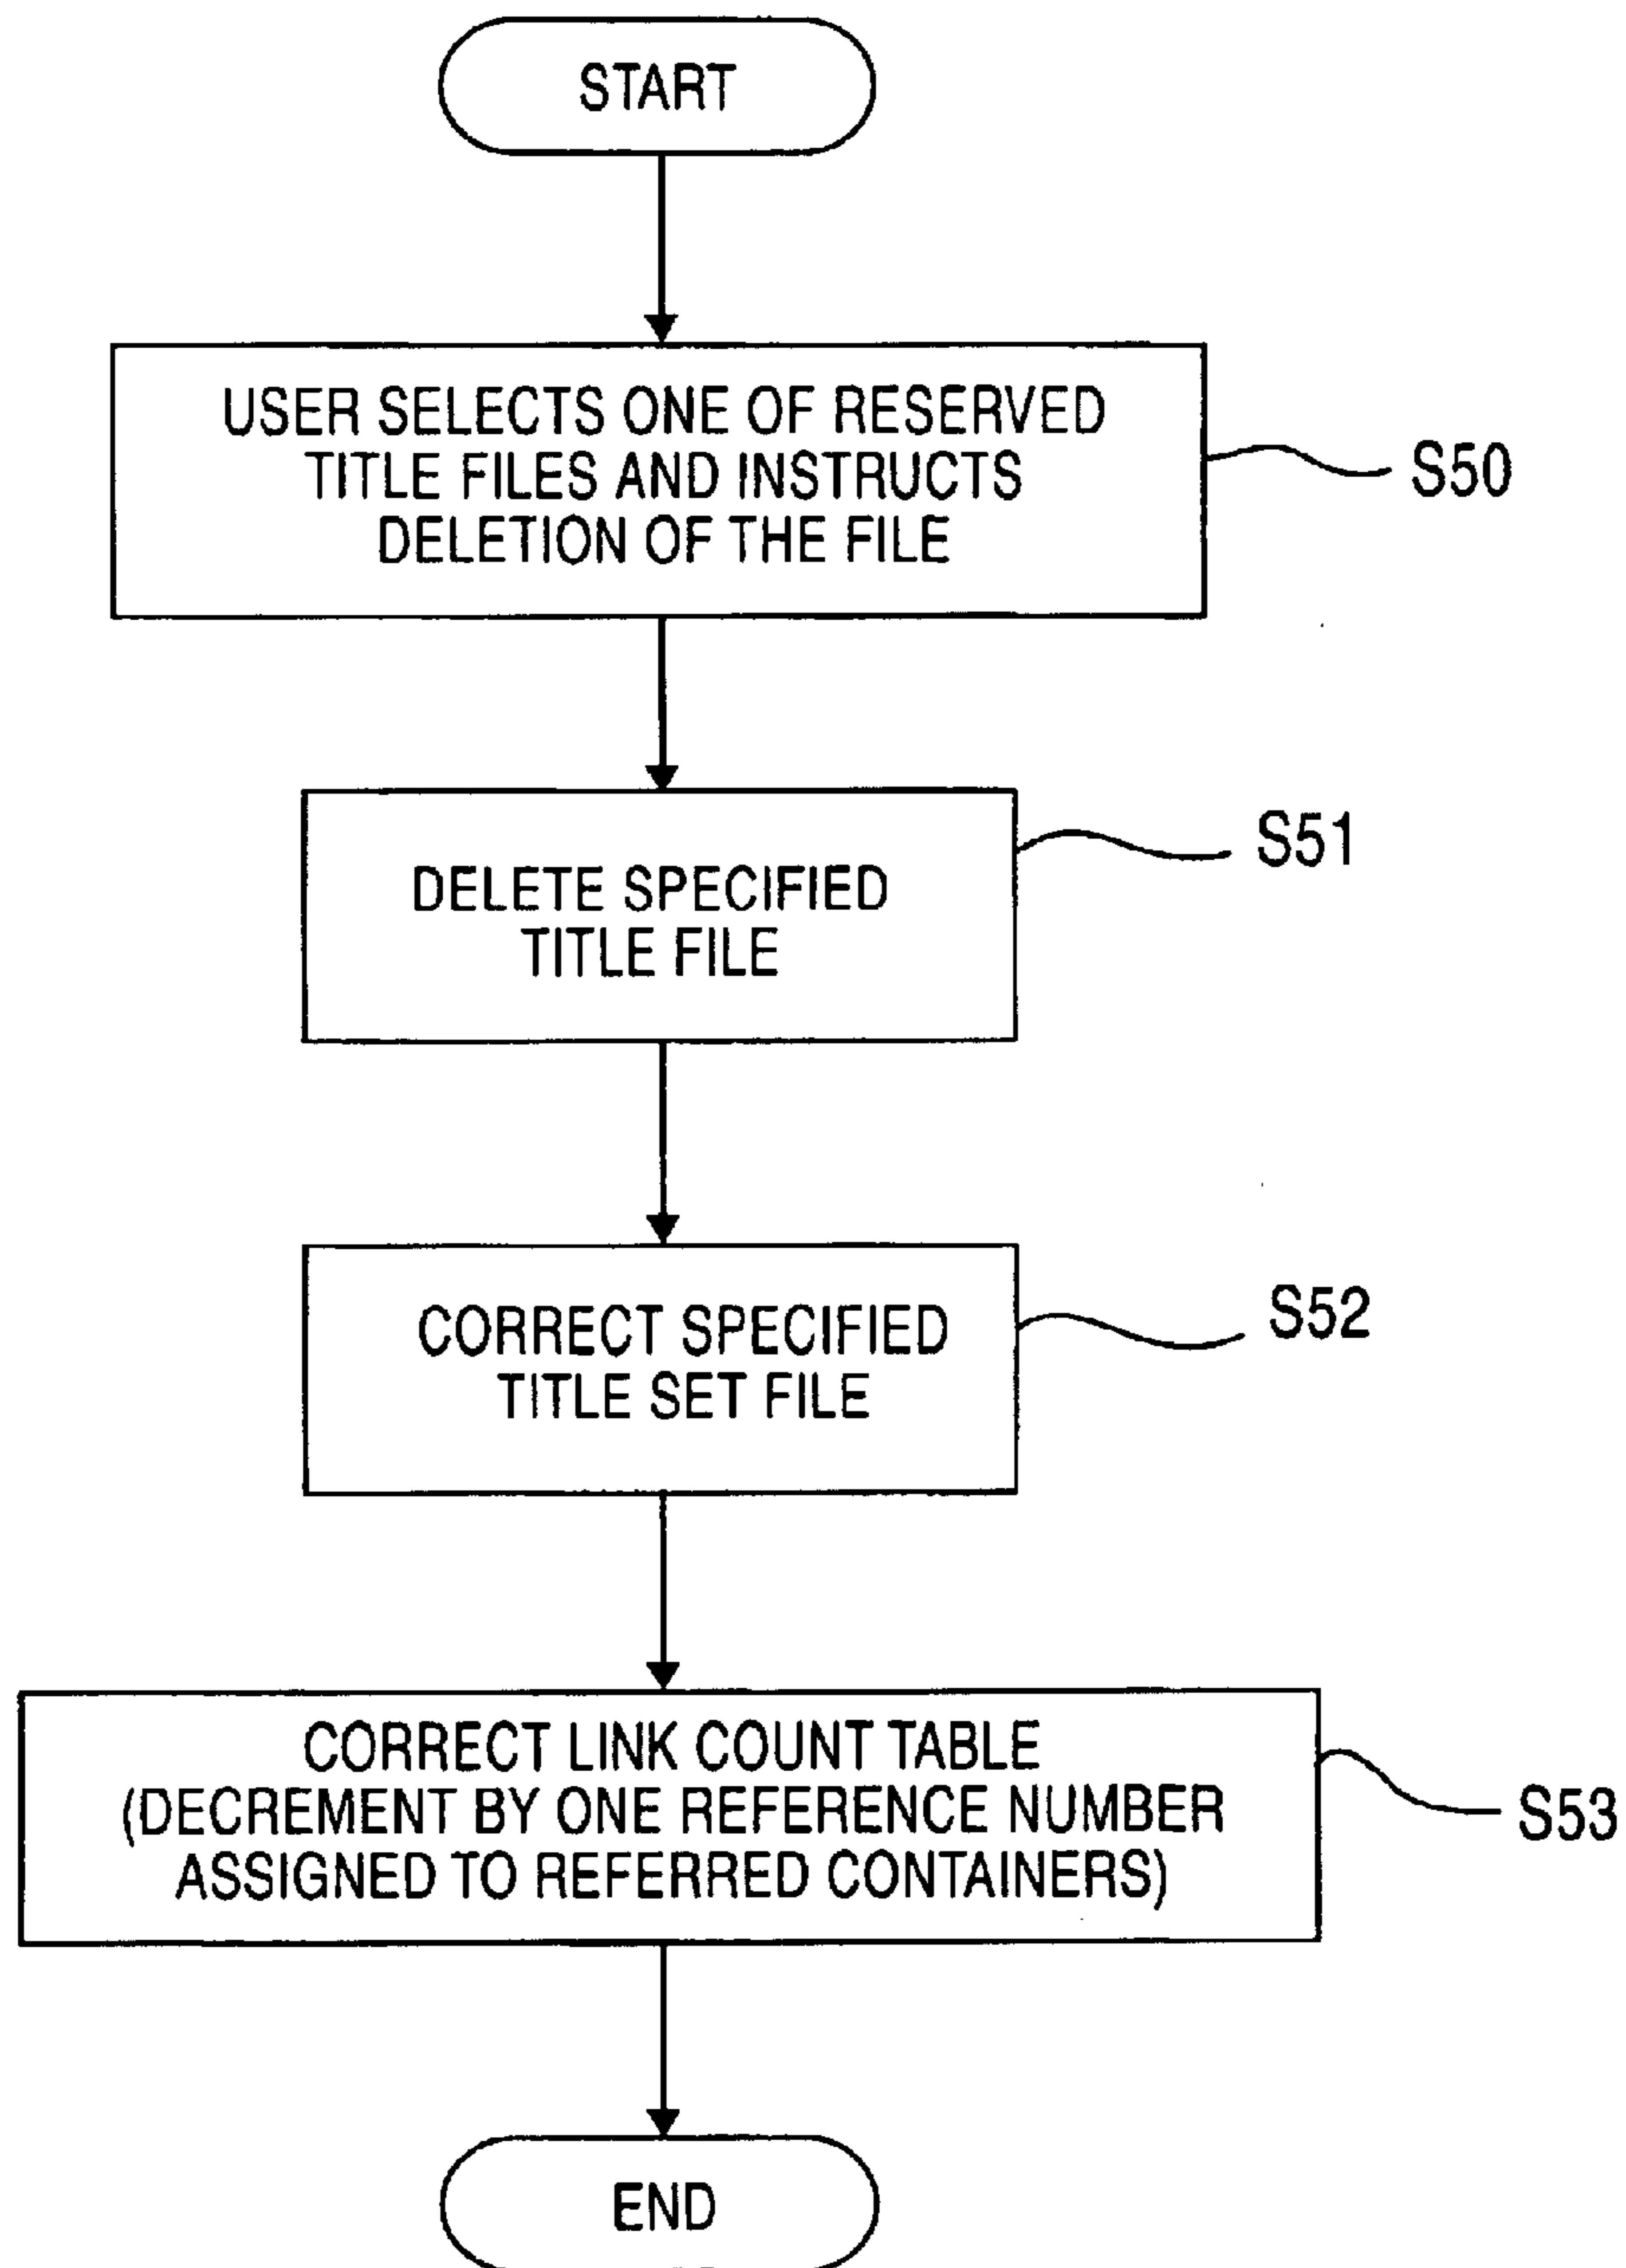 START
USER SELECTS ONE OF RESERVED
TITLE FILES AND INSTRUCTS
DELETION OF THE FILE
S50
DELETE SPECIFIED
TITLE FILE
S51
CORRECT SPECIFIED
TITLE SET FILE
S52
CORRECT LINK COUNT TABLE
(DECREMENT BY ONE REFERENCE NUMBER
ASSIGNED TO REFERRED CONTAINERS)
S53
END